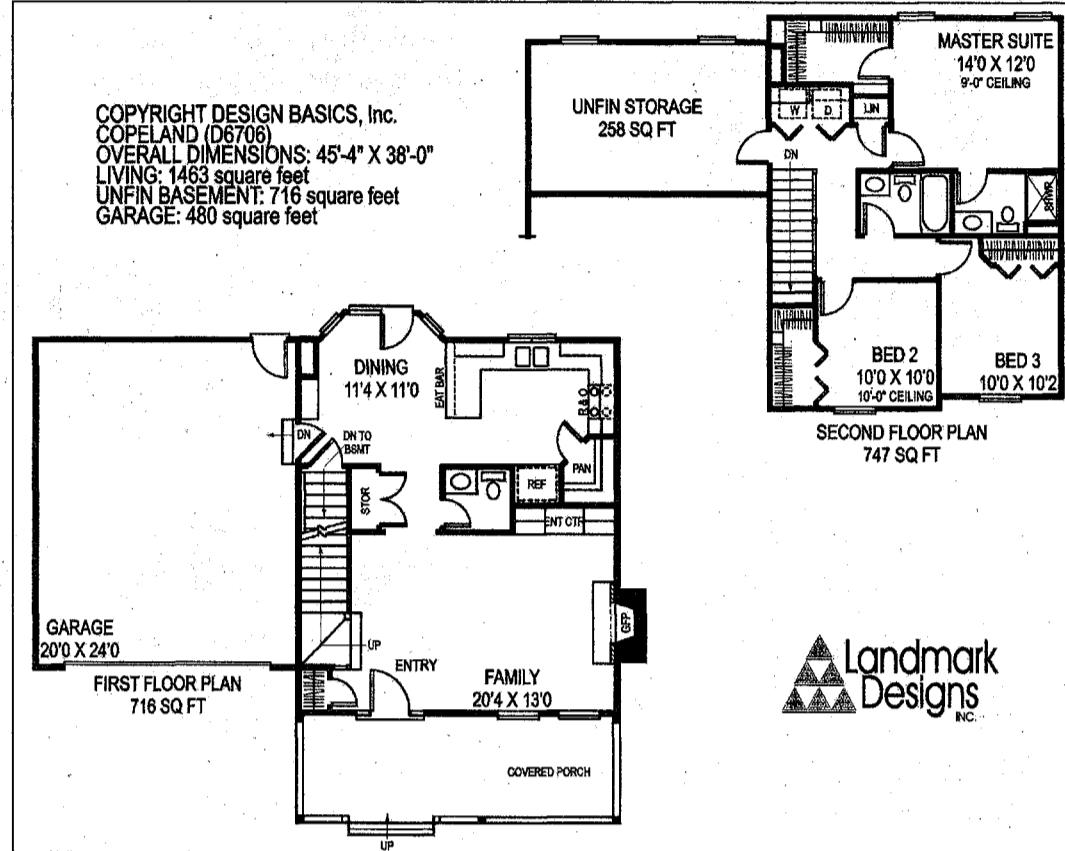 COPYRIGHT DESIGN BASICS, Inc.
COPELAND (D6706)
OVERALL DIMENSIONS: 45'-4" X 38'-0"
LIVING: 1463 square feet
UNFIN BASEMENT: 716 square feet
GARAGE: 480 square feet
UNFIN STORAGE
258 SQ FT
MASTER SUITE
14'0 X 12'0
9'-0" CEILING
W
D
LIN
DN
SHWR
BED 2
10'0 X 10'0
10'-0" CEILING
BED 3
10'0 X 10'2
SECOND FLOOR PLAN
747 SQ FT
DINING
11'4 X 11'0
EAT BAR
R & O
DN
DN TO
BSMT
PAN
STOR
REF
ENT CTR
GARAGE
20'0 X 24'0
UP
ENTRY
GFP
FAMILY
20'4 X 13'0
FIRST FLOOR PLAN
716 SQ FT
COVERED PORCH
UP
Landmark
Designs
INC.